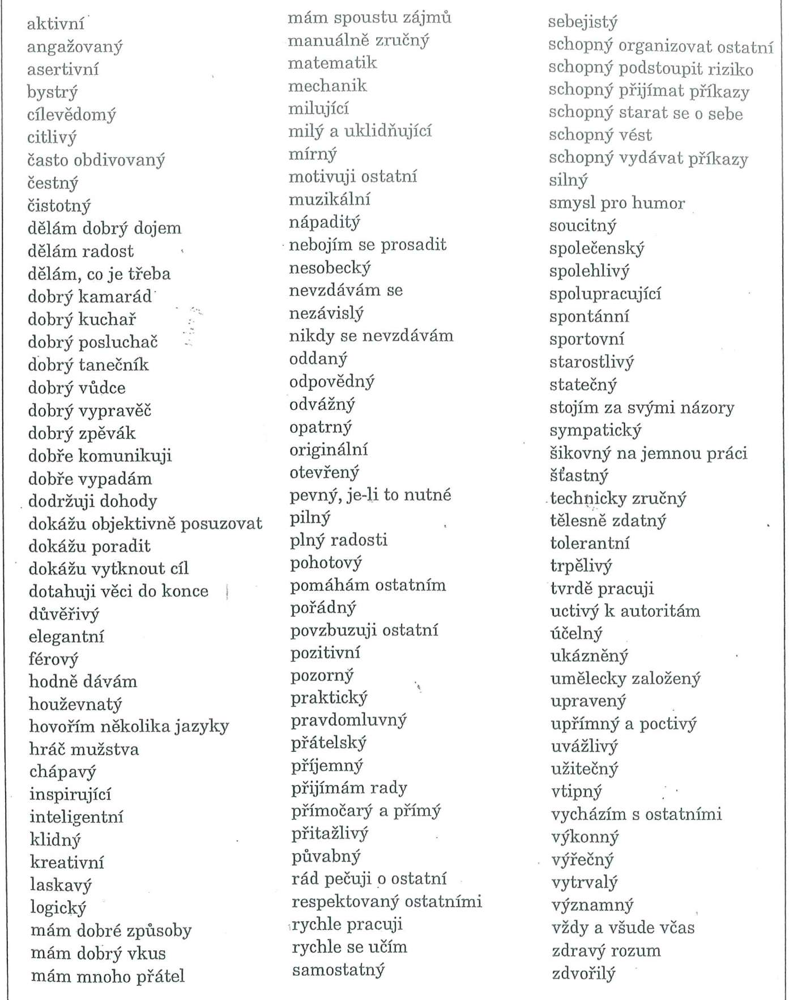 aktivní
angažovaný
asertivní
bystrý
cílevědomý
citlivý
často obdivovaný
čestný
čistotný
dělám dobrý dojem
dělám radost
dělám, co je třeba
dobrý kamarád
dobrý kuchař
dobrý posluchač
dobrý tanečník
dobrý vůdce
dobrý vypravěč
dobrý zpěvák
dobře komunikuji
dobře vypadám
dodržuji dohody
dokážu objektivně posuzovat
dokážu poradit
dokážu vytknout cíl
dotahuji věci do konce
důvěřivý
elegantní
férový
hodně dávám
houževnatý
hovořím několika jazyky
hráč mužstva
chápavý
inspirující
inteligentní
klidný
kreativní
laskavý
logický
mám dobré způsoby
mám dobrý vkus
mám mnoho přátel
mám spoustu zájmů
manuálně zručný
matematik
mechanik
milující
milý a uklidňující
mírný
motivuji ostatní
muzikální
nápaditý
nebojím se prosadit
nesobecký
nevzdávám se
nezávislý
nikdy se nevzdávám
oddaný
odpovědný
odvážný
opatrný
originální
otevřený
pevný, je-li to nutné
pilný
plný radosti
pohotový
pomáhám ostatním
pořádný
povzbuzuji ostatní
pozitivní
pozorný
praktický
pravdomluvný
přátelský
příjemný
přijímám rady
přímočarý a přímý
přitažlivý
půvabný
rád pečuji o ostatní
respektovaný ostatními
rychle pracuji
rychle se učím
samostatný
sebejistý
schopný organizovat ostatní
schopný podstoupit riziko
schopný přijímat příkazy
schopný starat se o sebe
schopný vést
schopný vydávat příkazy
silný
smysl pro humor
soucitný
společenský
spolehlivý
spolupracující
spontánní
sportovní
starostlivý
statečný
stojím za svými názory
sympatický
šikovný na jemnou práci
šťastný
technicky zručný
tělesně zdatný
tolerantní
trpělivý
tvrdě pracuji
uctivý k autoritám
účelný
ukázněný
umělecky založený
upravený
upřímný a poctivý
uvážlivý
užitečný
vtipný
vycházím s ostatními
výkonný
výřečný
vytrvalý
významný
vždy a všude včas
zdravý rozum
zdvořilý